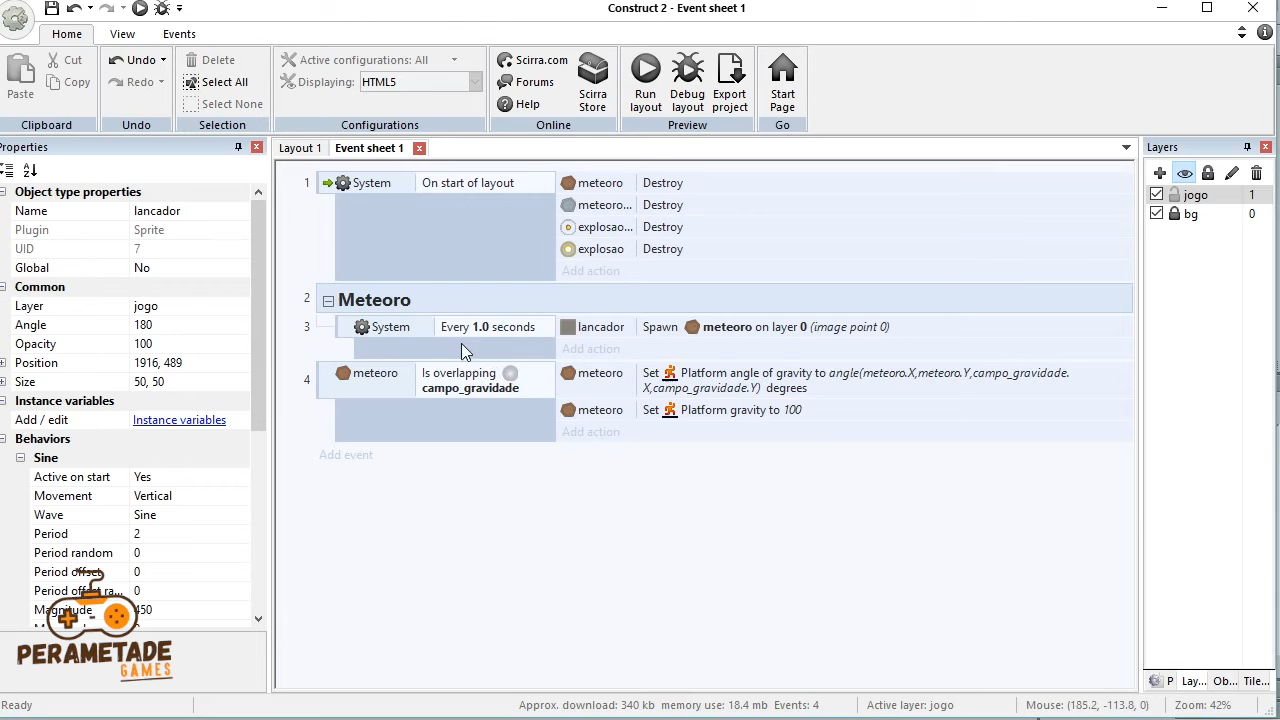 Construct 2 - Event sheet 1
Home View Events
Paste
Cut
Copy
Clipboard
Undo
Redo
Undo
Delete
Select All
Select None
Selection
Active configurations: All
Displaying: HTML5
Configurations
Scirra.com
Forums
Help
Scirra Store
Online
Run layout
Debug layout
Export project
Preview
Start Page
Go
Properties
Layout 1
Event sheet 1
Layers
Object type properties
Name lancador
Plugin Sprite
UID 7
Global No
Common
Layer jogo
Angle 180
Opacity 100
Position 1916, 489
Size 50, 50
Instance variables
Add / edit Instance variables
Behaviors
Sine
Active on start Yes
Movement Vertical
Wave Sine
Period 2
Period random 0
Period offset 0
Period offset ra... 0
Magnitude 450
PERAMETADE
GAMES
1 System On start of layout meteoro Destroy
meteoro... Destroy
explosao... Destroy
explosao Destroy
Add action
2 Meteoro
3 System Every 1.0 seconds lancador Spawn meteoro on layer 0 (image point 0)
Add action
4 meteoro Is overlapping campo_gravidade
meteoro Set Platform angle of gravity to angle(meteoro.X,meteoro.Y,campo_gravidade.
X,campo_gravidade.Y) degrees
meteoro Set Platform gravity to 100
Add action
Add event
jogo 1
bg 0
P Lay... Ob... Tile...
Ready
Approx. download: 340 kb memory use: 18.4 mb Events: 4
Active layer: jogo
Mouse: (185.2, -113.8, 0)
Zoom: 42%